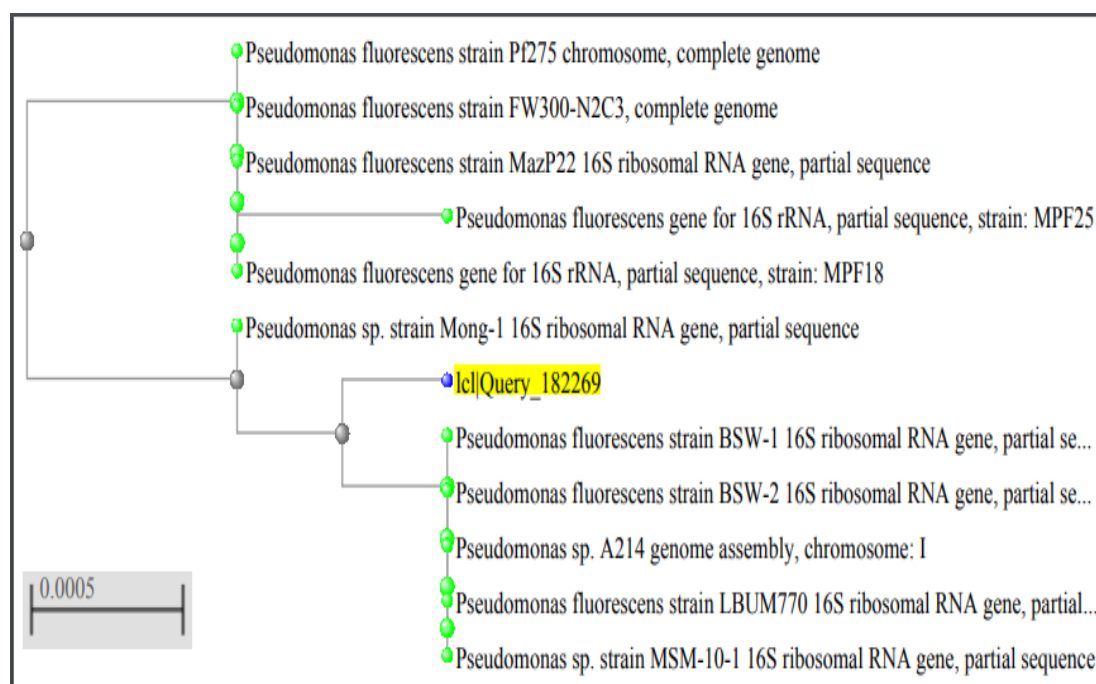 Pseudomonas fluorescens strain Pf275 chromosome, complete genome
Pseudomonas fluorescens strain FW300-N2C3, complete genome
Pseudomonas fluorescens strain MazP22 16S ribosomal RNA gene, partial sequence
Pseudomonas fluorescens gene for 16S rRNA, partial sequence, strain: MPF25
Pseudomonas fluorescens gene for 16S rRNA, partial sequence, strain: MPF18
Pseudomonas sp. strain Mong-1 16S ribosomal RNA gene, partial sequence
lcl|Query_182269
Pseudomonas fluorescens strain BSW-1 16S ribosomal RNA gene, partial se...
Pseudomonas fluorescens strain BSW-2 16S ribosomal RNA gene, partial se...
Pseudomonas sp. A214 genome assembly, chromosome: I
Pseudomonas fluorescens strain LBUM770 16S ribosomal RNA gene, partial...
Pseudomonas sp. strain MSM-10-1 16S ribosomal RNA gene, partial sequence
0.0005